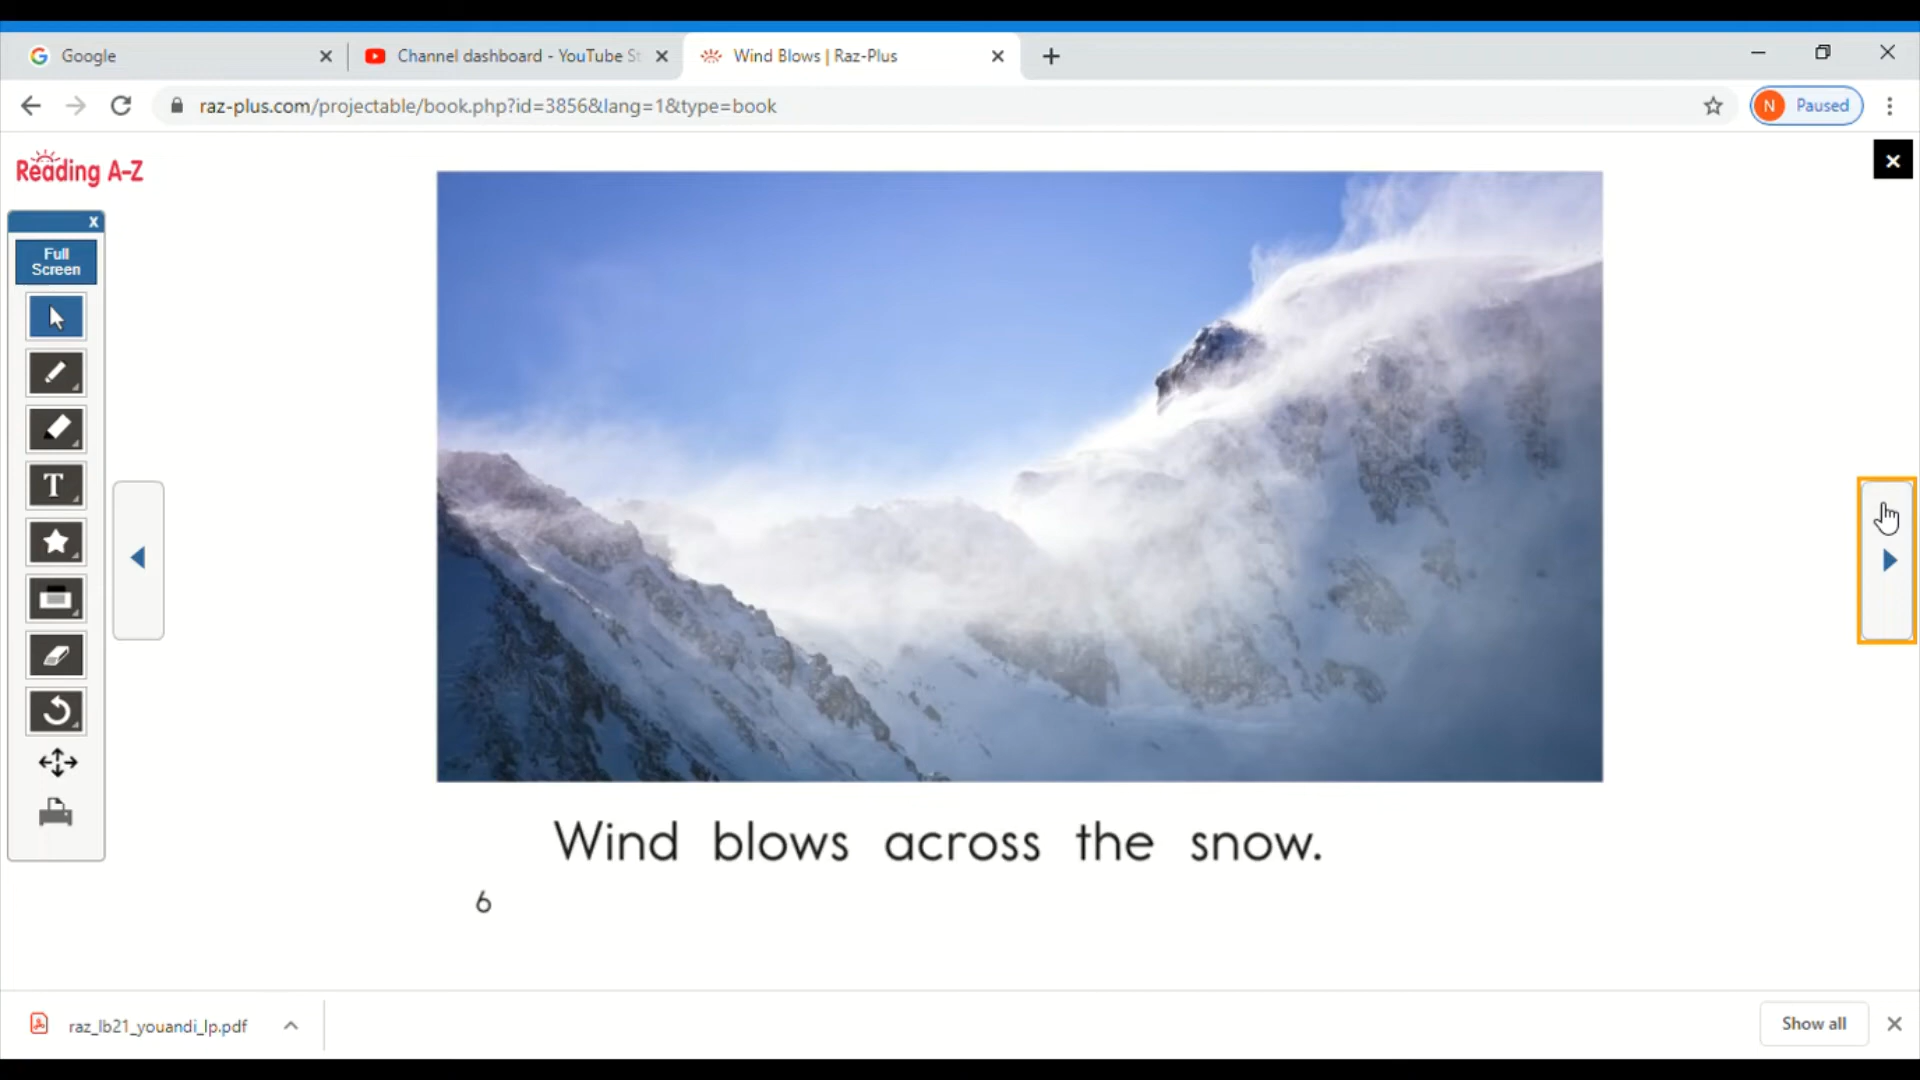 Google
Channel dashboard - YouTube St
Wind Blows | Raz-Plus
raz-plus.com/projectable/book.php?id=3856&lang=1&type=book
N Paused
Reading A-Z
X
Full
Screen
T
Wind blows across the snow.
6
raz_lb21_youandi_lp.pdf
Show all